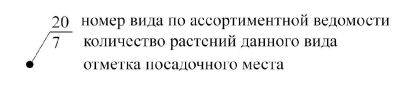 20 номер вида по ассортиментной ведомости
7 количество растений данного вида
отметка посадочного места